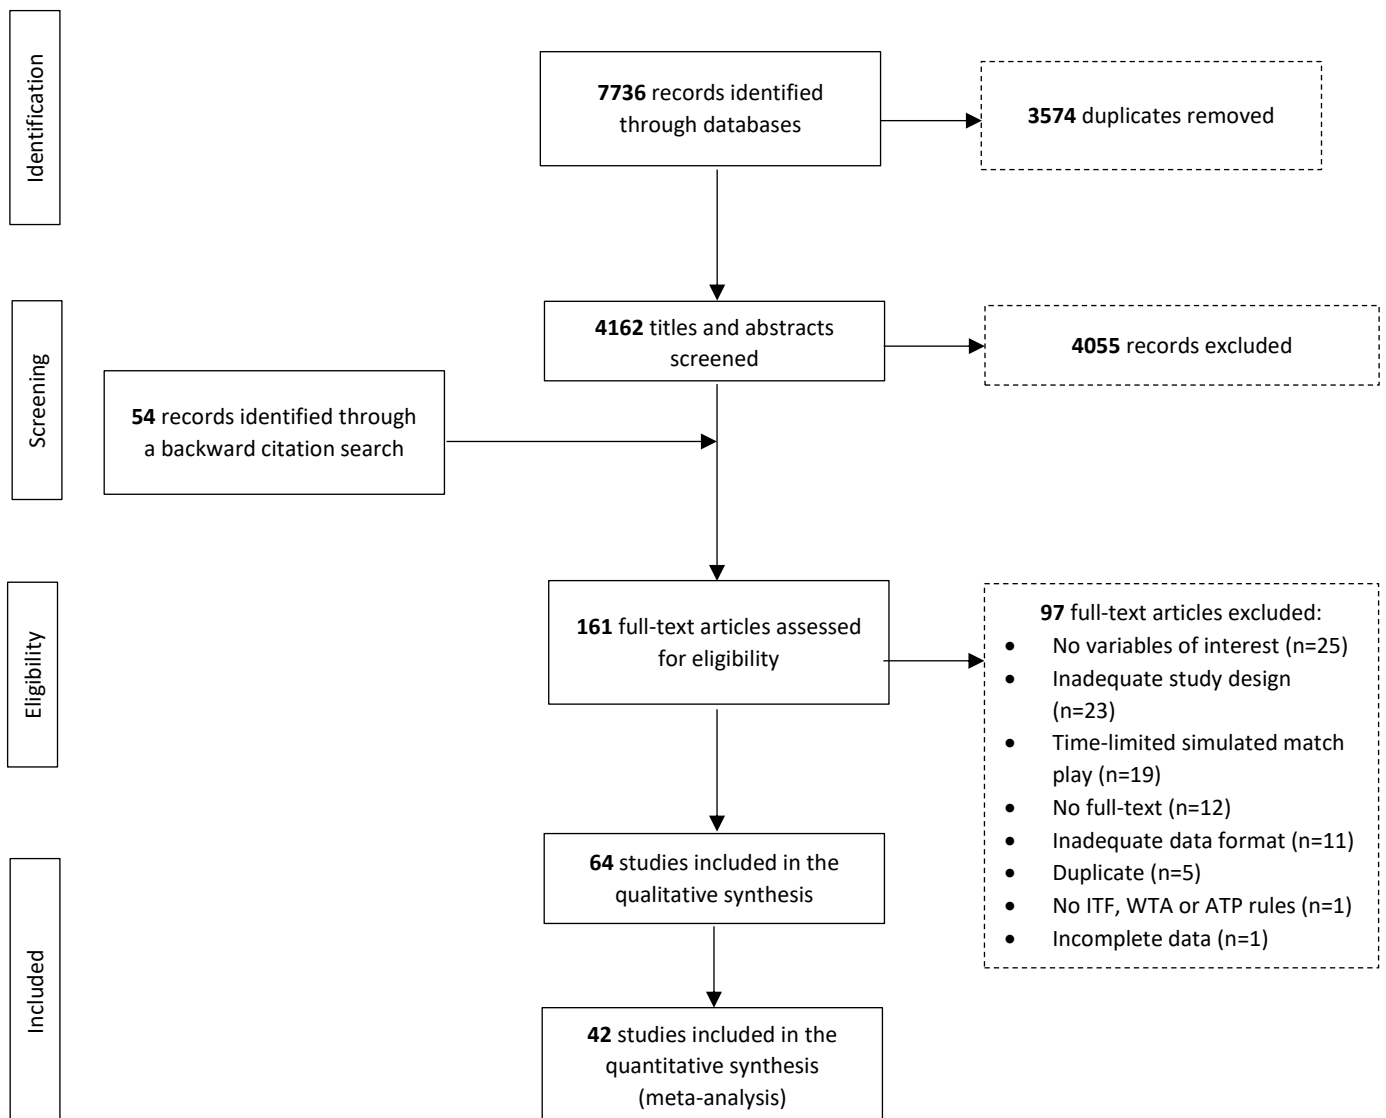 Identification
7736 records identified
through databases
3574 duplicates removed
Screening
4162 titles and abstracts
screened
4055 records excluded
54 records identified through
a backward citation search
Eligibility
161 full-text articles assessed
for eligibility
97 full-text articles excluded:
• No variables of interest (n=25)
• Inadequate study design
(n=23)
• Time-limited simulated match
play (n=19)
• No full-text (n=12)
• Inadequate data format (n=11)
• Duplicate (n=5)
• No ITF, WTA or ATP rules (n=1)
• Incomplete data (n=1)
Included
64 studies included in the
qualitative synthesis
42 studies included in the
quantitative synthesis
(meta-analysis)